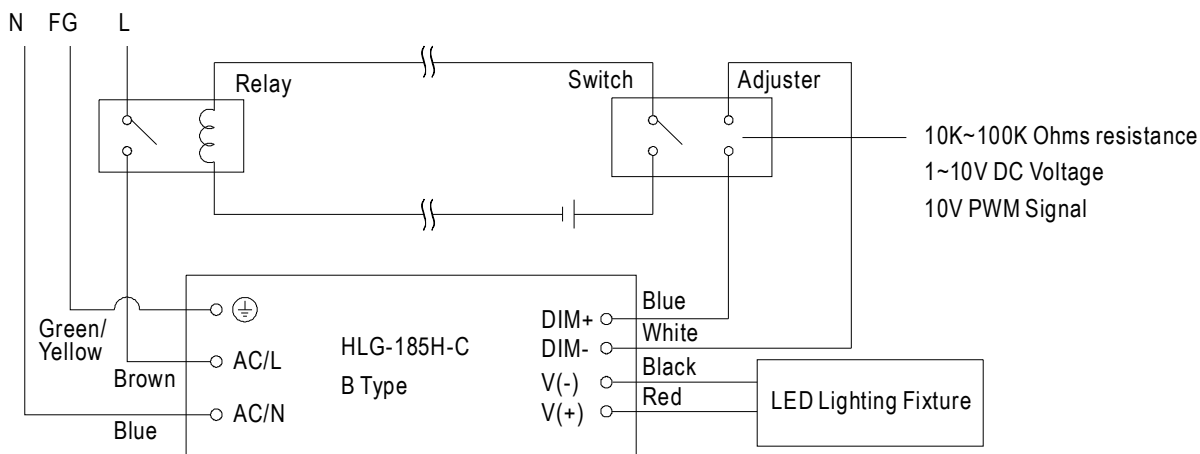 N FG L
Relay
Switch
Adjuster
10K~100K Ohms resistance
1~10V DC Voltage
10V PWM Signal
Green/
Yellow
Brown
Blue
AC/L
AC/N
HLG-185H-C
B Type
DIM+
DIM-
V(-)
V(+)
Blue
White
Black
Red
LED Lighting Fixture